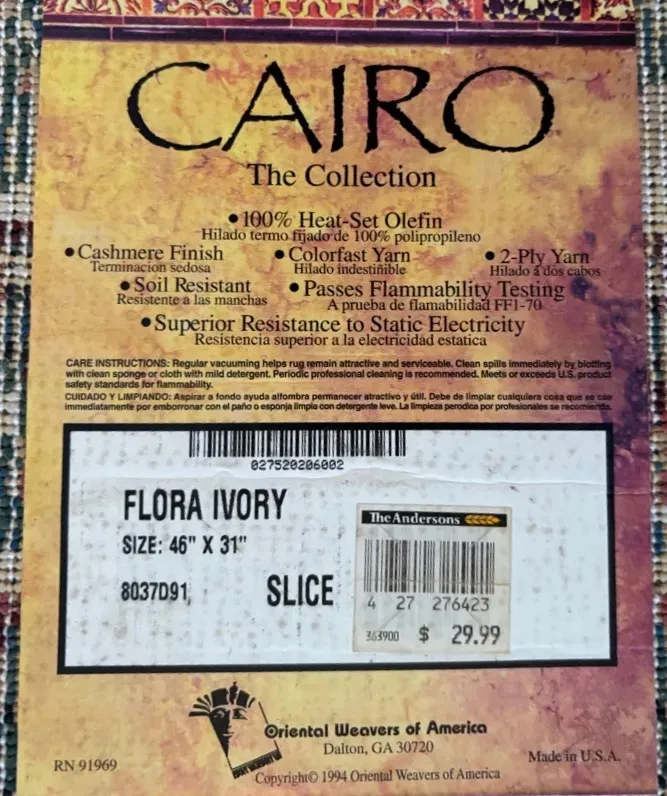 CAIRO
The Collection
• 100% Heat-Set Olefin
Hilado termo fijado de 100% polipropileno
• Cashmere Finish • Colorfast Yarn • 2-Ply Yarn
Terminacion sedosa Hilado indestiñible Hilado á dos cabos
• Soil Resistant • Passes Flammability Testing
Resistente a las manchas A prueba de flamabilidad FF1-70
• Superior Resistance to Static Electricity
Resistencia superior a la electricidad estatica
CARE INSTRUCTIONS: Regular vacuuming helps rug remain attractive and serviceable. Clean spills immediately by blotting
with clean sponge or cloth with mild detergent. Periodic professional cleaning is recommended. Meets or exceeds U.S. product
safety standards for flammability.
CUIDADO Y LIMPIANDO: Aspirar a fondo ayuda alfombra permanecer atractivo y útil. Debe de limpiar cualquiera cosa que se cae
immediatamente por emborronar con el paño o esponja limpia con detergente leve. La limpieza perodica por profesionales se recomienda.
027520206002
FLORA IVORY
SIZE: 46" X 31"
8037D91,
SLICE
The Andersons
4 27 276423
363900 $ 29.99
Oriental Weavers of America
Dalton, GA 30720
RN 91969
Made in U.S.A.
Copyright© 1994 Oriental Weavers of America